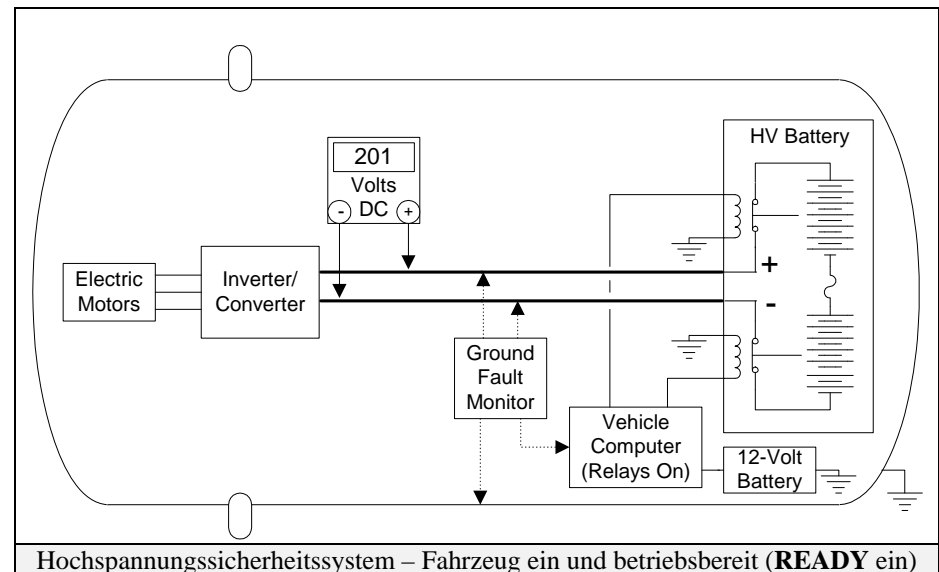 HV Battery
201
Volts
- DC +
Electric
Motors
Inverter/
Converter
+
-
Ground
Fault
Monitor
Vehicle
Computer
(Relays On)
12-Volt
Battery
Hochspannungssicherheitssystem – Fahrzeug ein und betriebsbereit (READY ein)